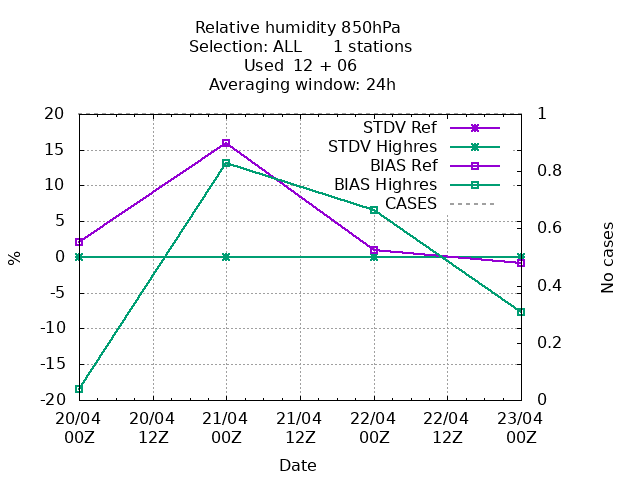 Relative humidity 850hPa
Selection: ALL 1 stations
Used 12 + 06
Averaging window: 24h
20 1
STDV Ref
STDV Highres
15
BIAS Ref
0.8
10
BIAS Highres
CASES
5
0.6
%
0
No cases
-5
0.4
-10
-15
0.2
-20 0
20/04 20/04 21/04 21/04 22/04 22/04 23/04
00Z 12Z 00Z 12Z 00Z 12Z 00Z
Date